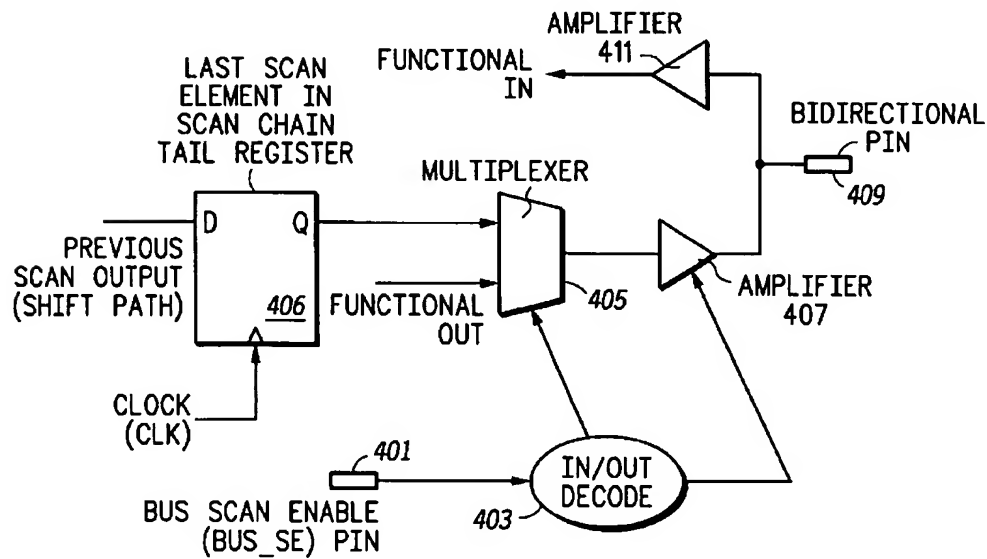 AMPLIFIER
411
FUNCTIONAL
IN
LAST SCAN
ELEMENT IN
SCAN CHAIN
TAIL REGISTER
BIDIRECTIONAL
PIN
409
MULTIPLEXER
D
Q
PREVIOUS
SCAN OUTPUT
(SHIFT PATH)
406
FUNCTIONAL
OUT
405
AMPLIFIER
407
CLOCK
(CLK)
401
IN/OUT
DECODE
BUS SCAN ENABLE
(BUS_SE) PIN
403